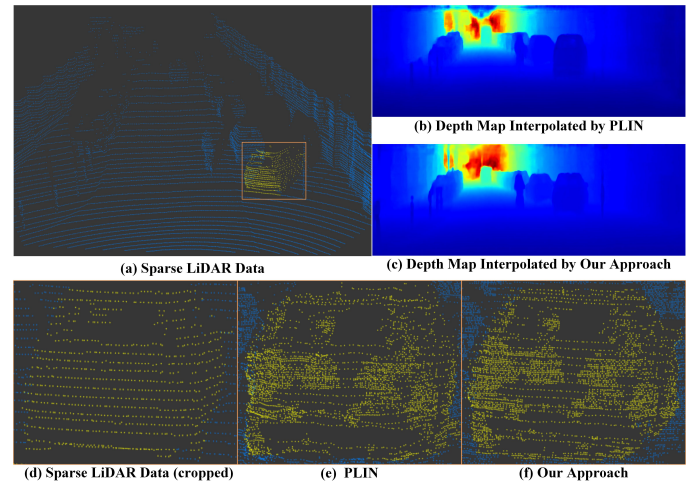 (b) Depth Map Interpolated by PLIN
(a) Sparse LiDAR Data
(c) Depth Map Interpolated by Our Approach
(d) Sparse LiDAR Data (cropped)
(e) PLIN
(f) Our Approach